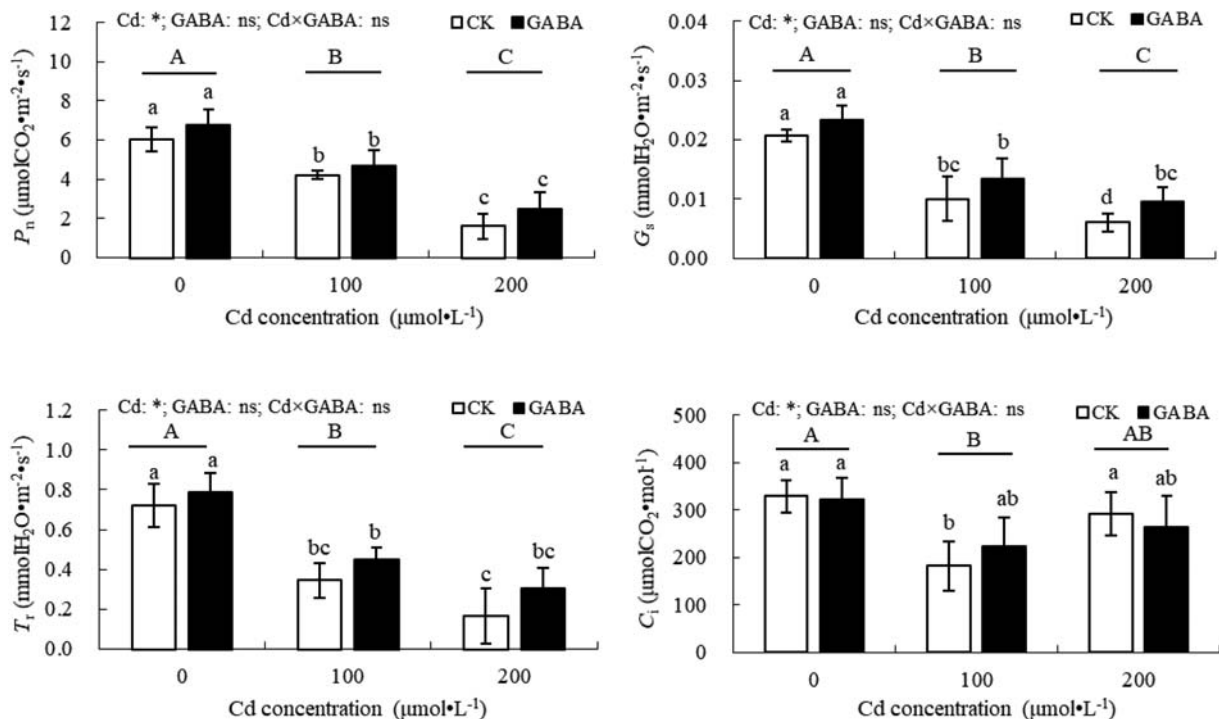 Cd: *; GABA: ns; Cd×GABA: ns
CK GABA
A B C
a a b b c c
12
10
8
6
4
2
0
Pn (μmolCO2•m-2•s-1)
0 100 200
Cd concentration (μmol•L-1)
Cd: *; GABA: ns; Cd×GABA: ns
CK GABA
A B C
a a bc b d bc
0.04
0.03
0.02
0.01
0.00
Gs (mmolH2O•m-2•s-1)
0 100 200
Cd concentration (μmol•L-1)
Cd: *; GABA: ns; Cd×GABA: ns
CK GABA
A B C
a a bc b c bc
1.2
1.0
0.8
0.6
0.4
0.2
0.0
Tr (mmolH2O•m-2•s-1)
0 100 200
Cd concentration (μmol•L-1)
Cd: *; GABA: ns; Cd×GABA: ns
CK GABA
A B AB
a a b ab a ab
500
400
300
200
100
0
Ci (μmolCO2•mol-1)
0 100 200
Cd concentration (μmol•L-1)